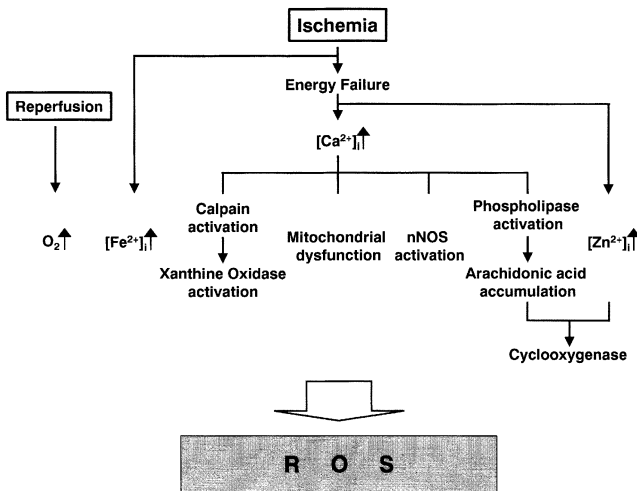 Ischemia
Energy Failure
Reperfusion
[Ca²⁺]ᵢ↑
Calpain
activation
Phospholipase
activation
O₂↑
[Fe²⁺]ᵢ↑
Mitochondrial
dysfunction
nNOS
activation
[Zn²⁺]ᵢ↑
Xanthine Oxidase
activation
Arachidonic acid
accumulation
Cyclooxygenase
R O S